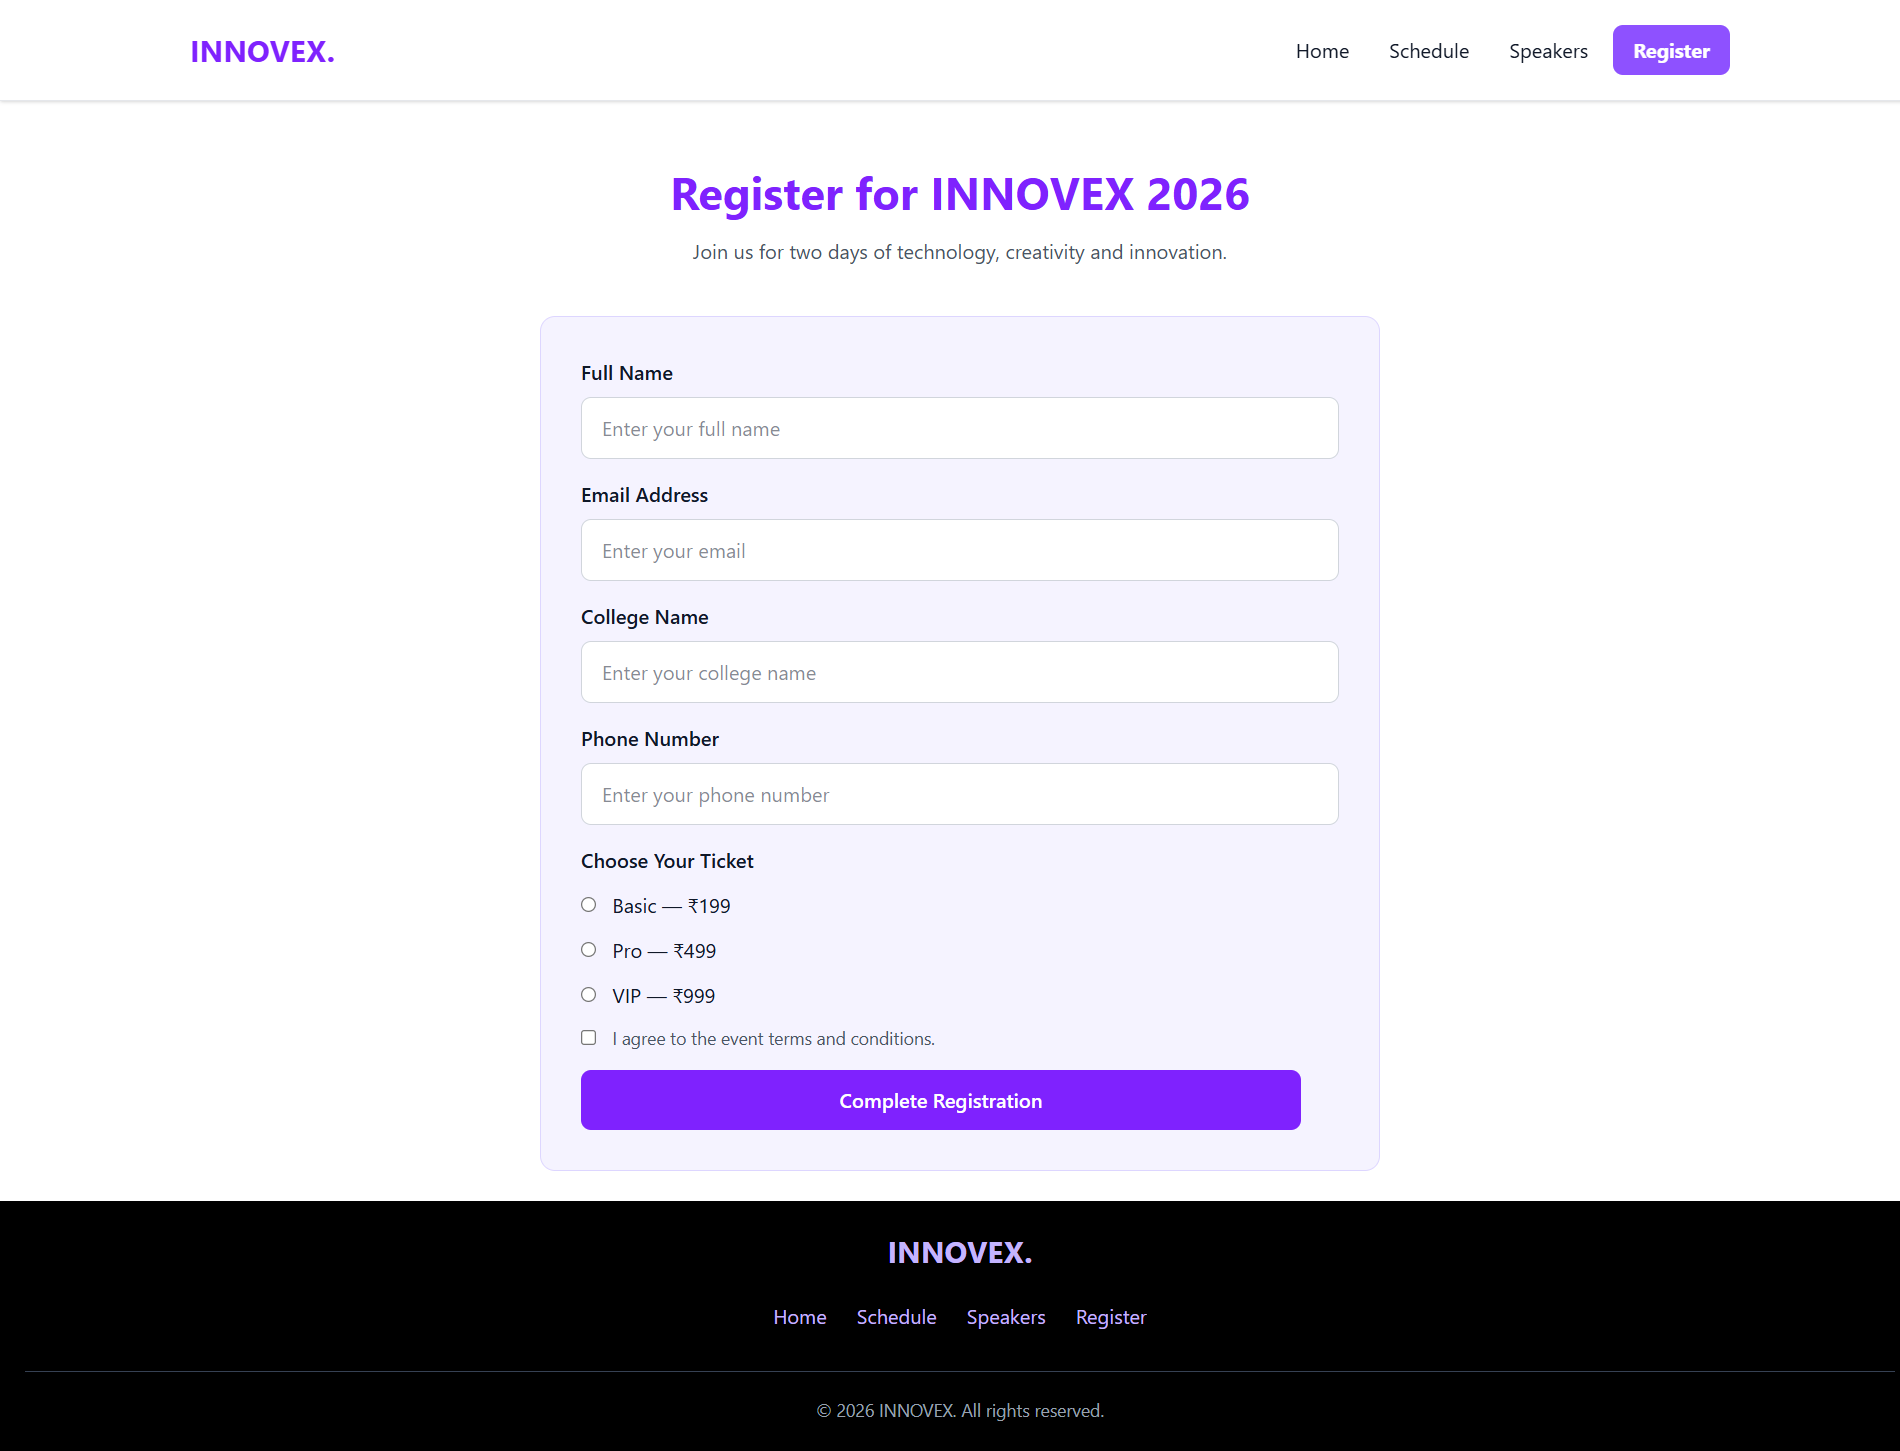 INNOVEX.
Home Schedule Speakers Register
Register for INNOVEX 2026
Join us for two days of technology, creativity and innovation.
Full Name
Enter your full name
Email Address
Enter your email
College Name
Enter your college name
Phone Number
Enter your phone number
Choose Your Ticket
Basic — ₹199
Pro — ₹499
VIP — ₹999
I agree to the event terms and conditions.
Complete Registration
INNOVEX.
Home Schedule Speakers Register
© 2026 INNOVEX. All rights reserved.